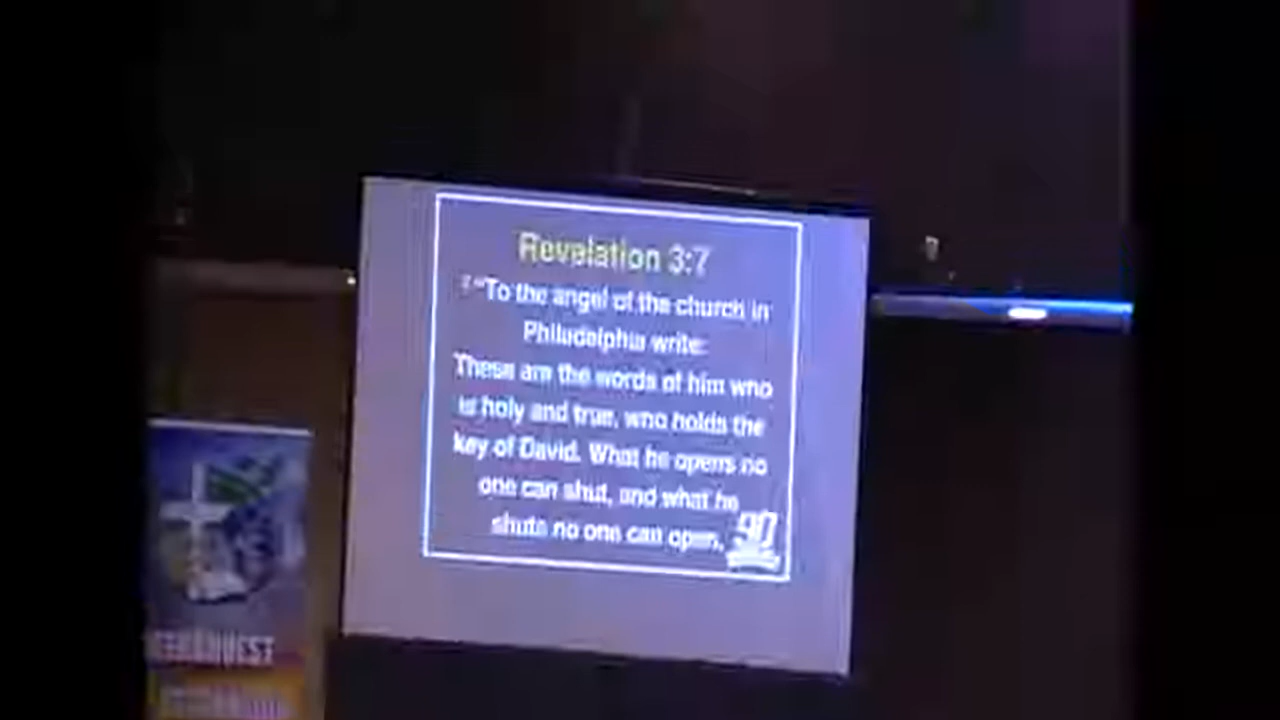 Revelation 3:7
7 "To the angel of the church in
Philadelphia write:
These are the words of him who
is holy and true, who holds the
key of David. What he opens no
one can shut, and what he
shuts no one can open.